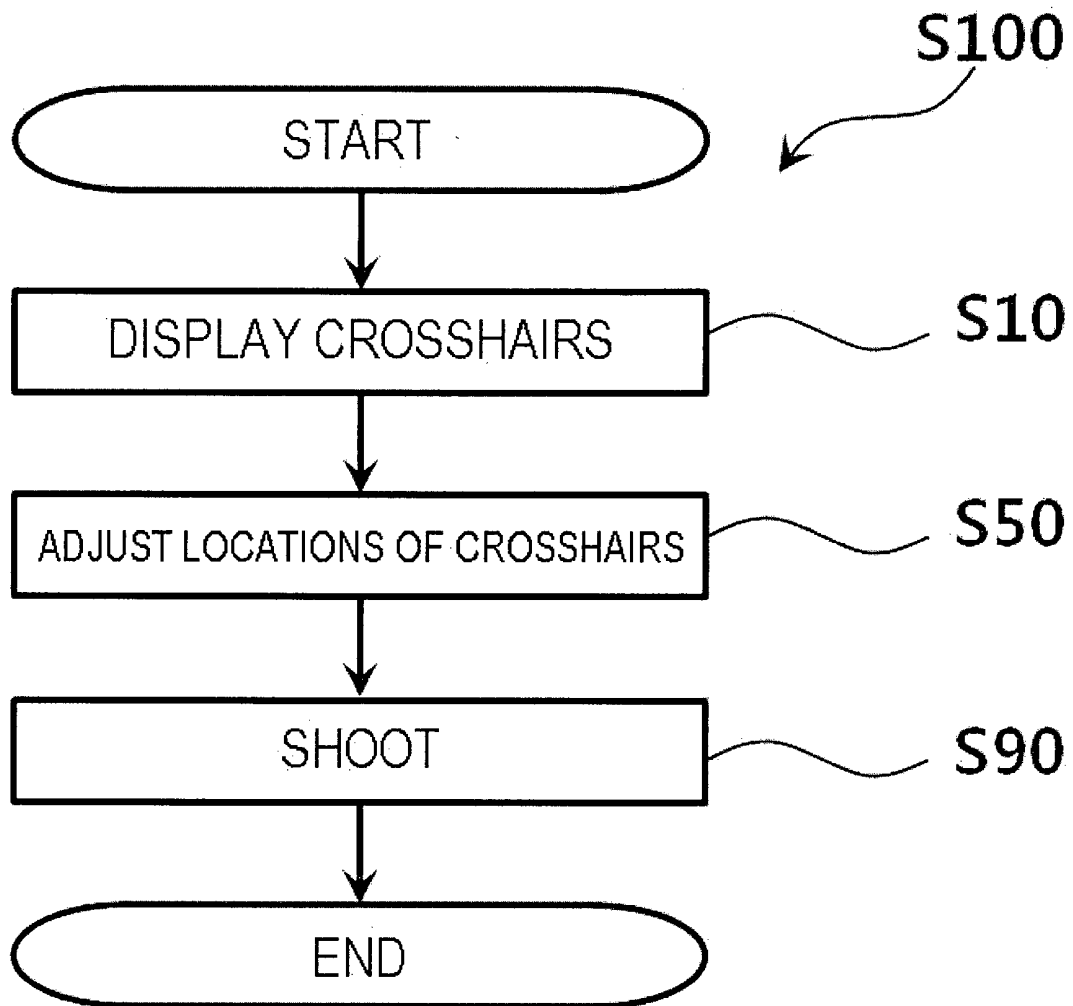 S100
START
DISPLAY CROSSHAIRS
S10
ADJUST LOCATIONS OF CROSSHAIRS
S50
SHOOT
S90
END